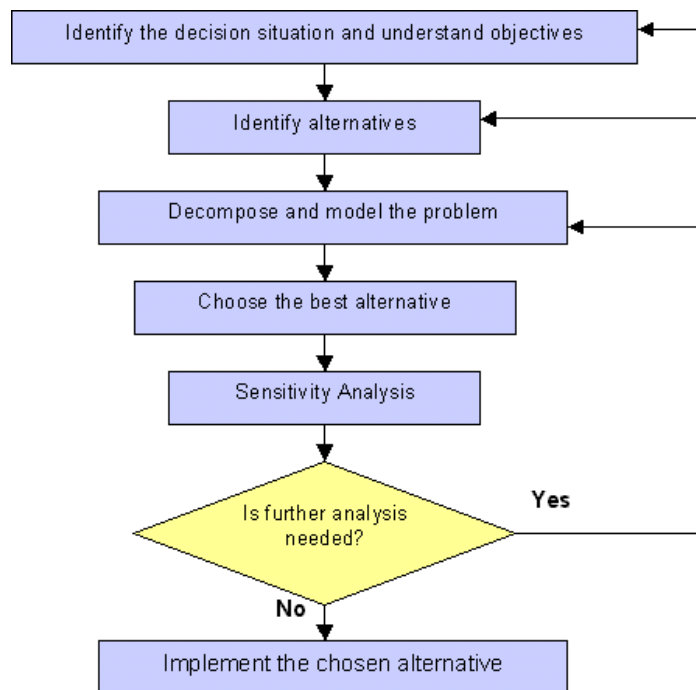 Identify the decision situation and understand objectives
Identify alternatives
Decompose and model the problem
Choose the best alternative
Sensitivity Analysis
Is further analysis
needed?
Yes
No
Implement the chosen alternative